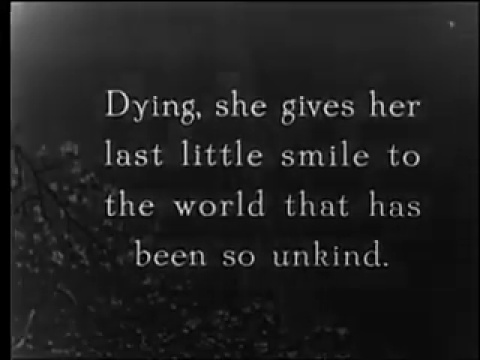 Dying, she gives her
last little smile to
the world that has
been so unkind.